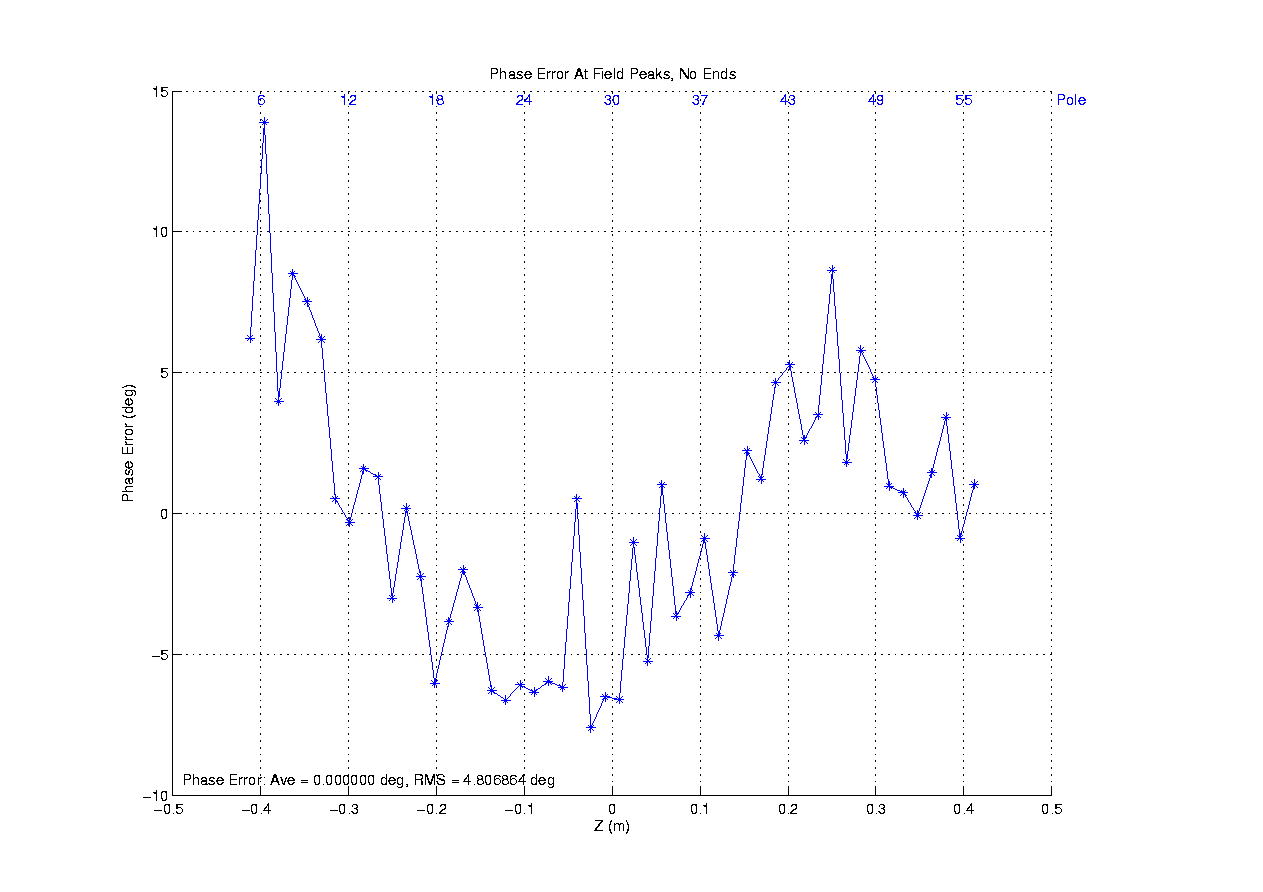 Phase Error At Field Peaks, No Ends
15
6 12 18 24 30 37 43 49 55 Pole
10
5
Phase Error (deg)
0
−5
Phase Error: Ave = 0.000000 deg, RMS = 4.806864 deg
−10
−0.5 −0.4 −0.3 −0.2 −0.1 0 0.1 0.2 0.3 0.4 0.5
Z (m)